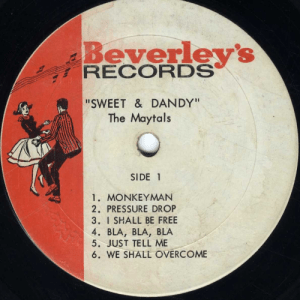 Beverley's
RECORDS
"SWEET & DANDY"
The Maytals
SIDE 1
1. MONKEYMAN
2. PRESSURE DROP
3. I SHALL BE FREE
4. BLA, BLA, BLA
5. JUST TELL ME
6. WE SHALL OVERCOME